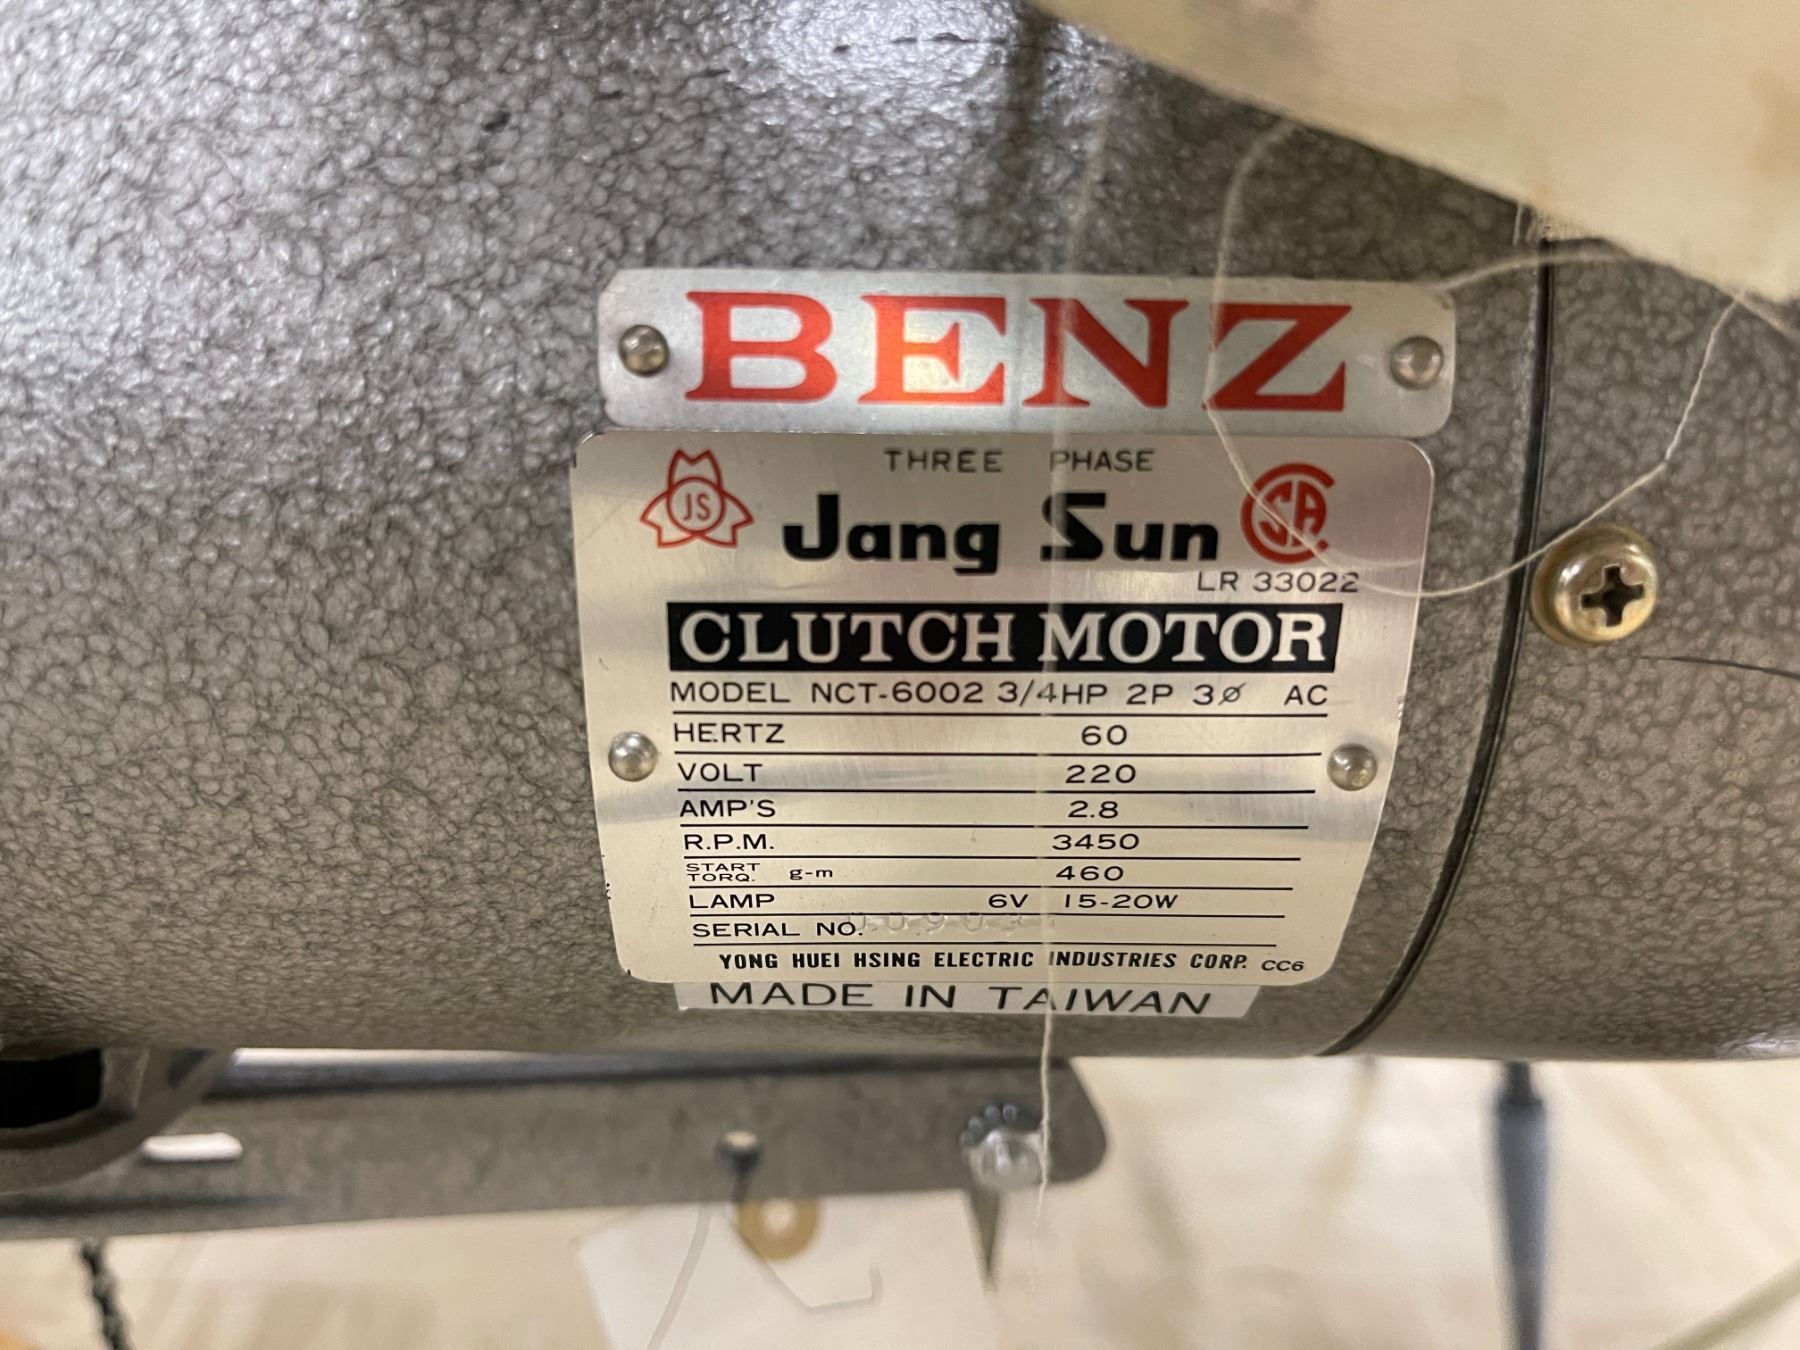 BENZ
THREE PHASE
JS Jang Sun CSA
LR 33022
CLUTCH MOTOR
MODEL NCT-6002 3/4HP 2P 3ø AC
HERTZ 60
VOLT 220
AMP'S 2.8
R.P.M. 3450
START TORQ. g-m 460
LAMP 6V 15-20W
SERIAL NO.
YONG HUEI HSING ELECTRIC INDUSTRIES CORP. CC6
MADE IN TAIWAN